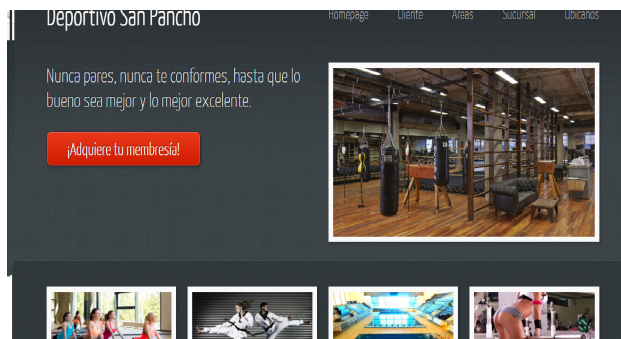 Deportivo San Pancho
Homepage Cliente Areas Sucursal Ubicanos
Nunca pares, nunca te conformes, hasta que lo
bueno sea mejor y lo mejor excelente.
¡Adquiere tu membresía!